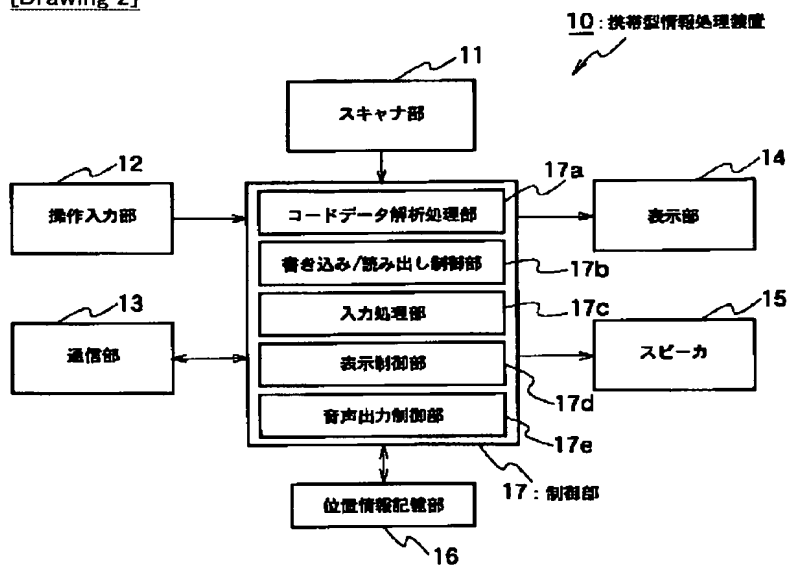 [Drawing 2]
10:携帯型情報処理装置
11
スキャナ部
12
操作入力部
17a
コードデータ解析処理部
14
表示部
書き込み/読み出し制御部
17b
13
通信部
入力処理部
17c
15
スピーカ
表示制御部
17d
音声出力制御部
17e
17:制御部
位置情報記憶部
16